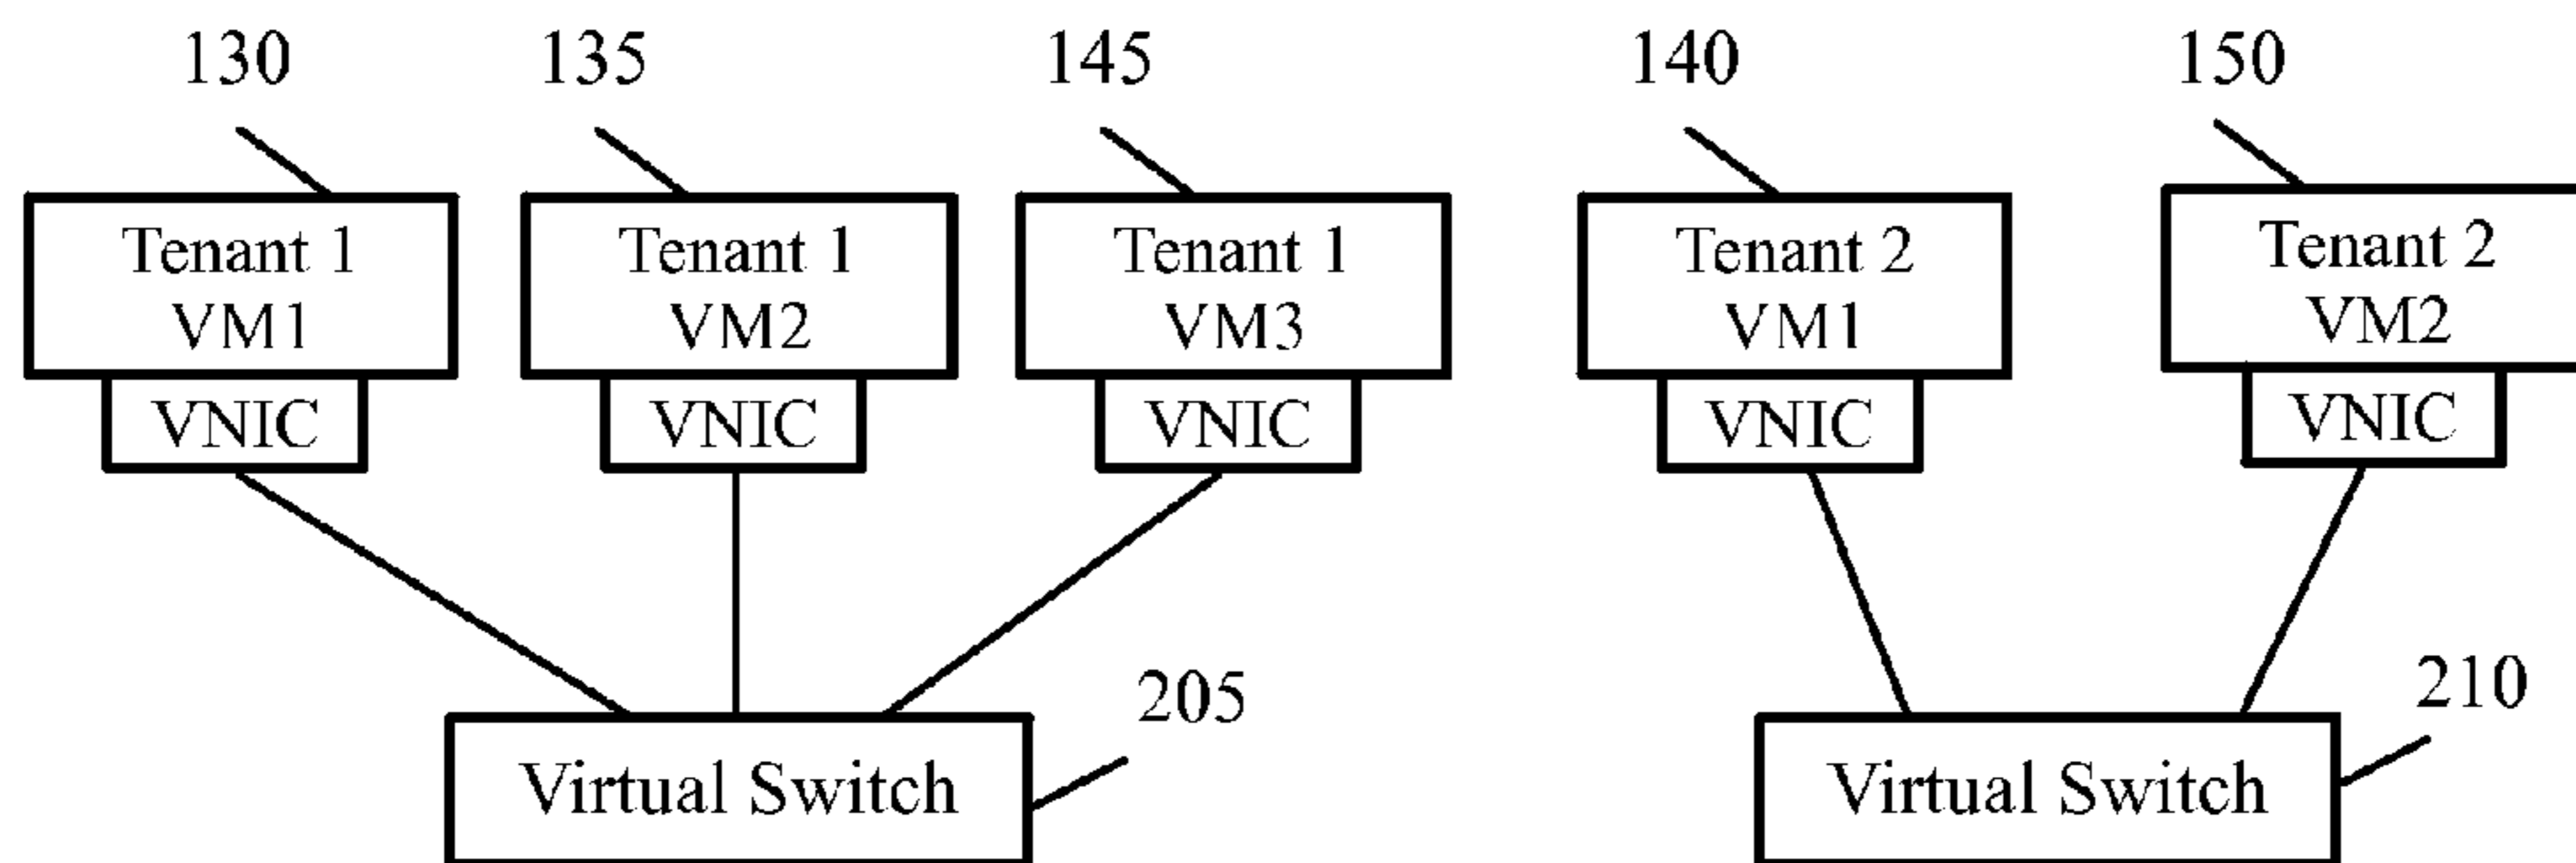 130 135 145 140 150
Tenant 1 Tenant 1 Tenant 1 Tenant 2 Tenant 2
VM1 VM2 VM3 VM1 VM2
VNIC VNIC VNIC VNIC VNIC
205 210
Virtual Switch Virtual Switch